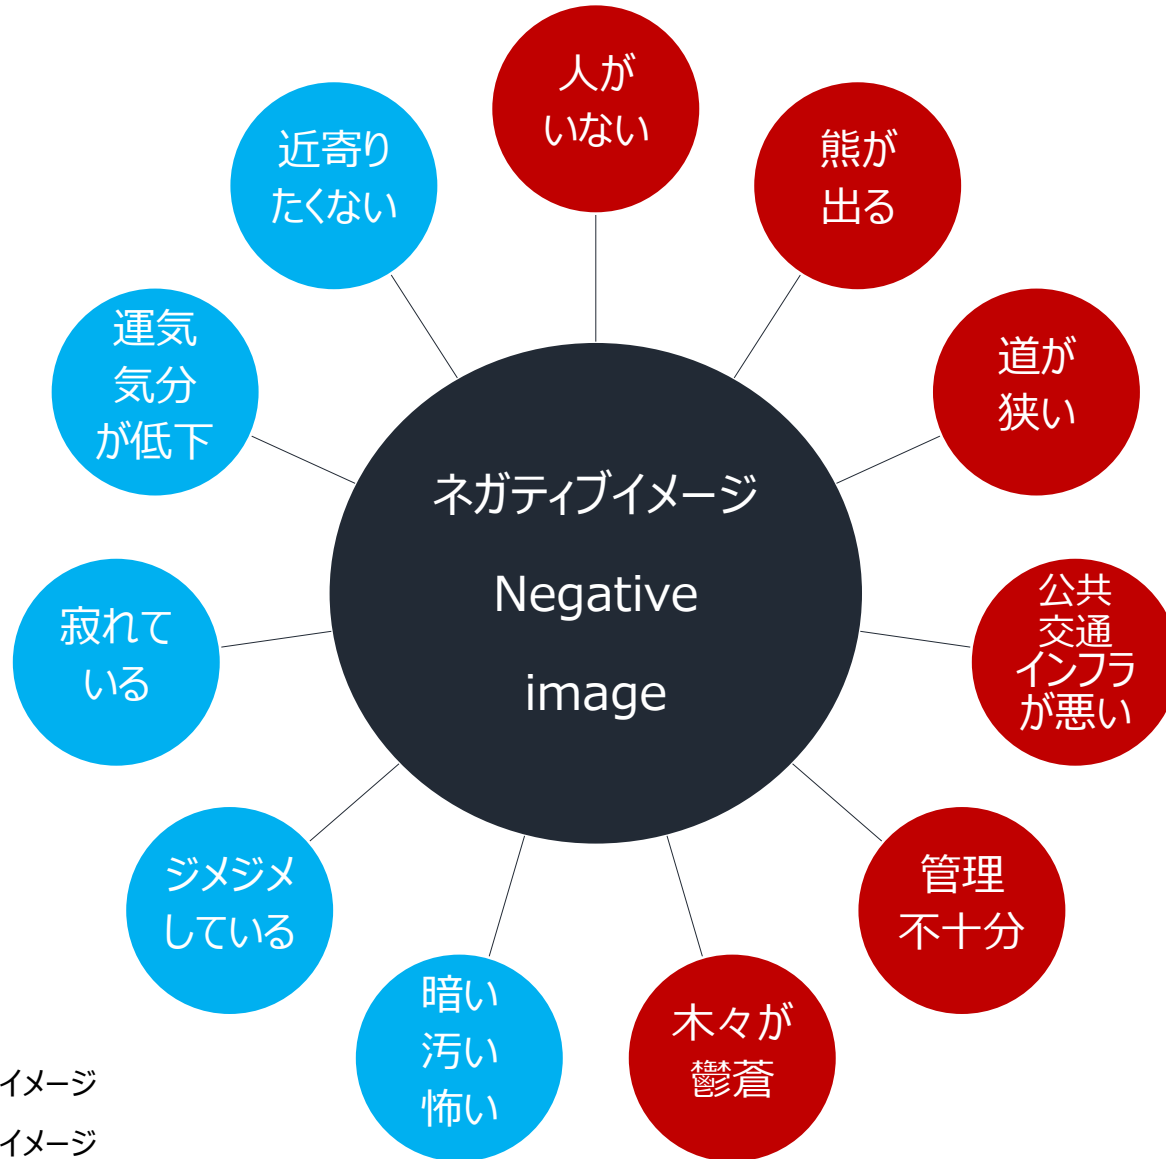 人が
いない
熊が
出る
道が
狭い
公共
交通
インフラ
が悪い
管理
不十分
木々が
鬱蒼
暗い
汚い
怖い
ジメジメ
している
寂れて
いる
運気
気分
が低下
近寄り
たくない
ネガティブイメージ
Negative
image
イメージ
イメージ